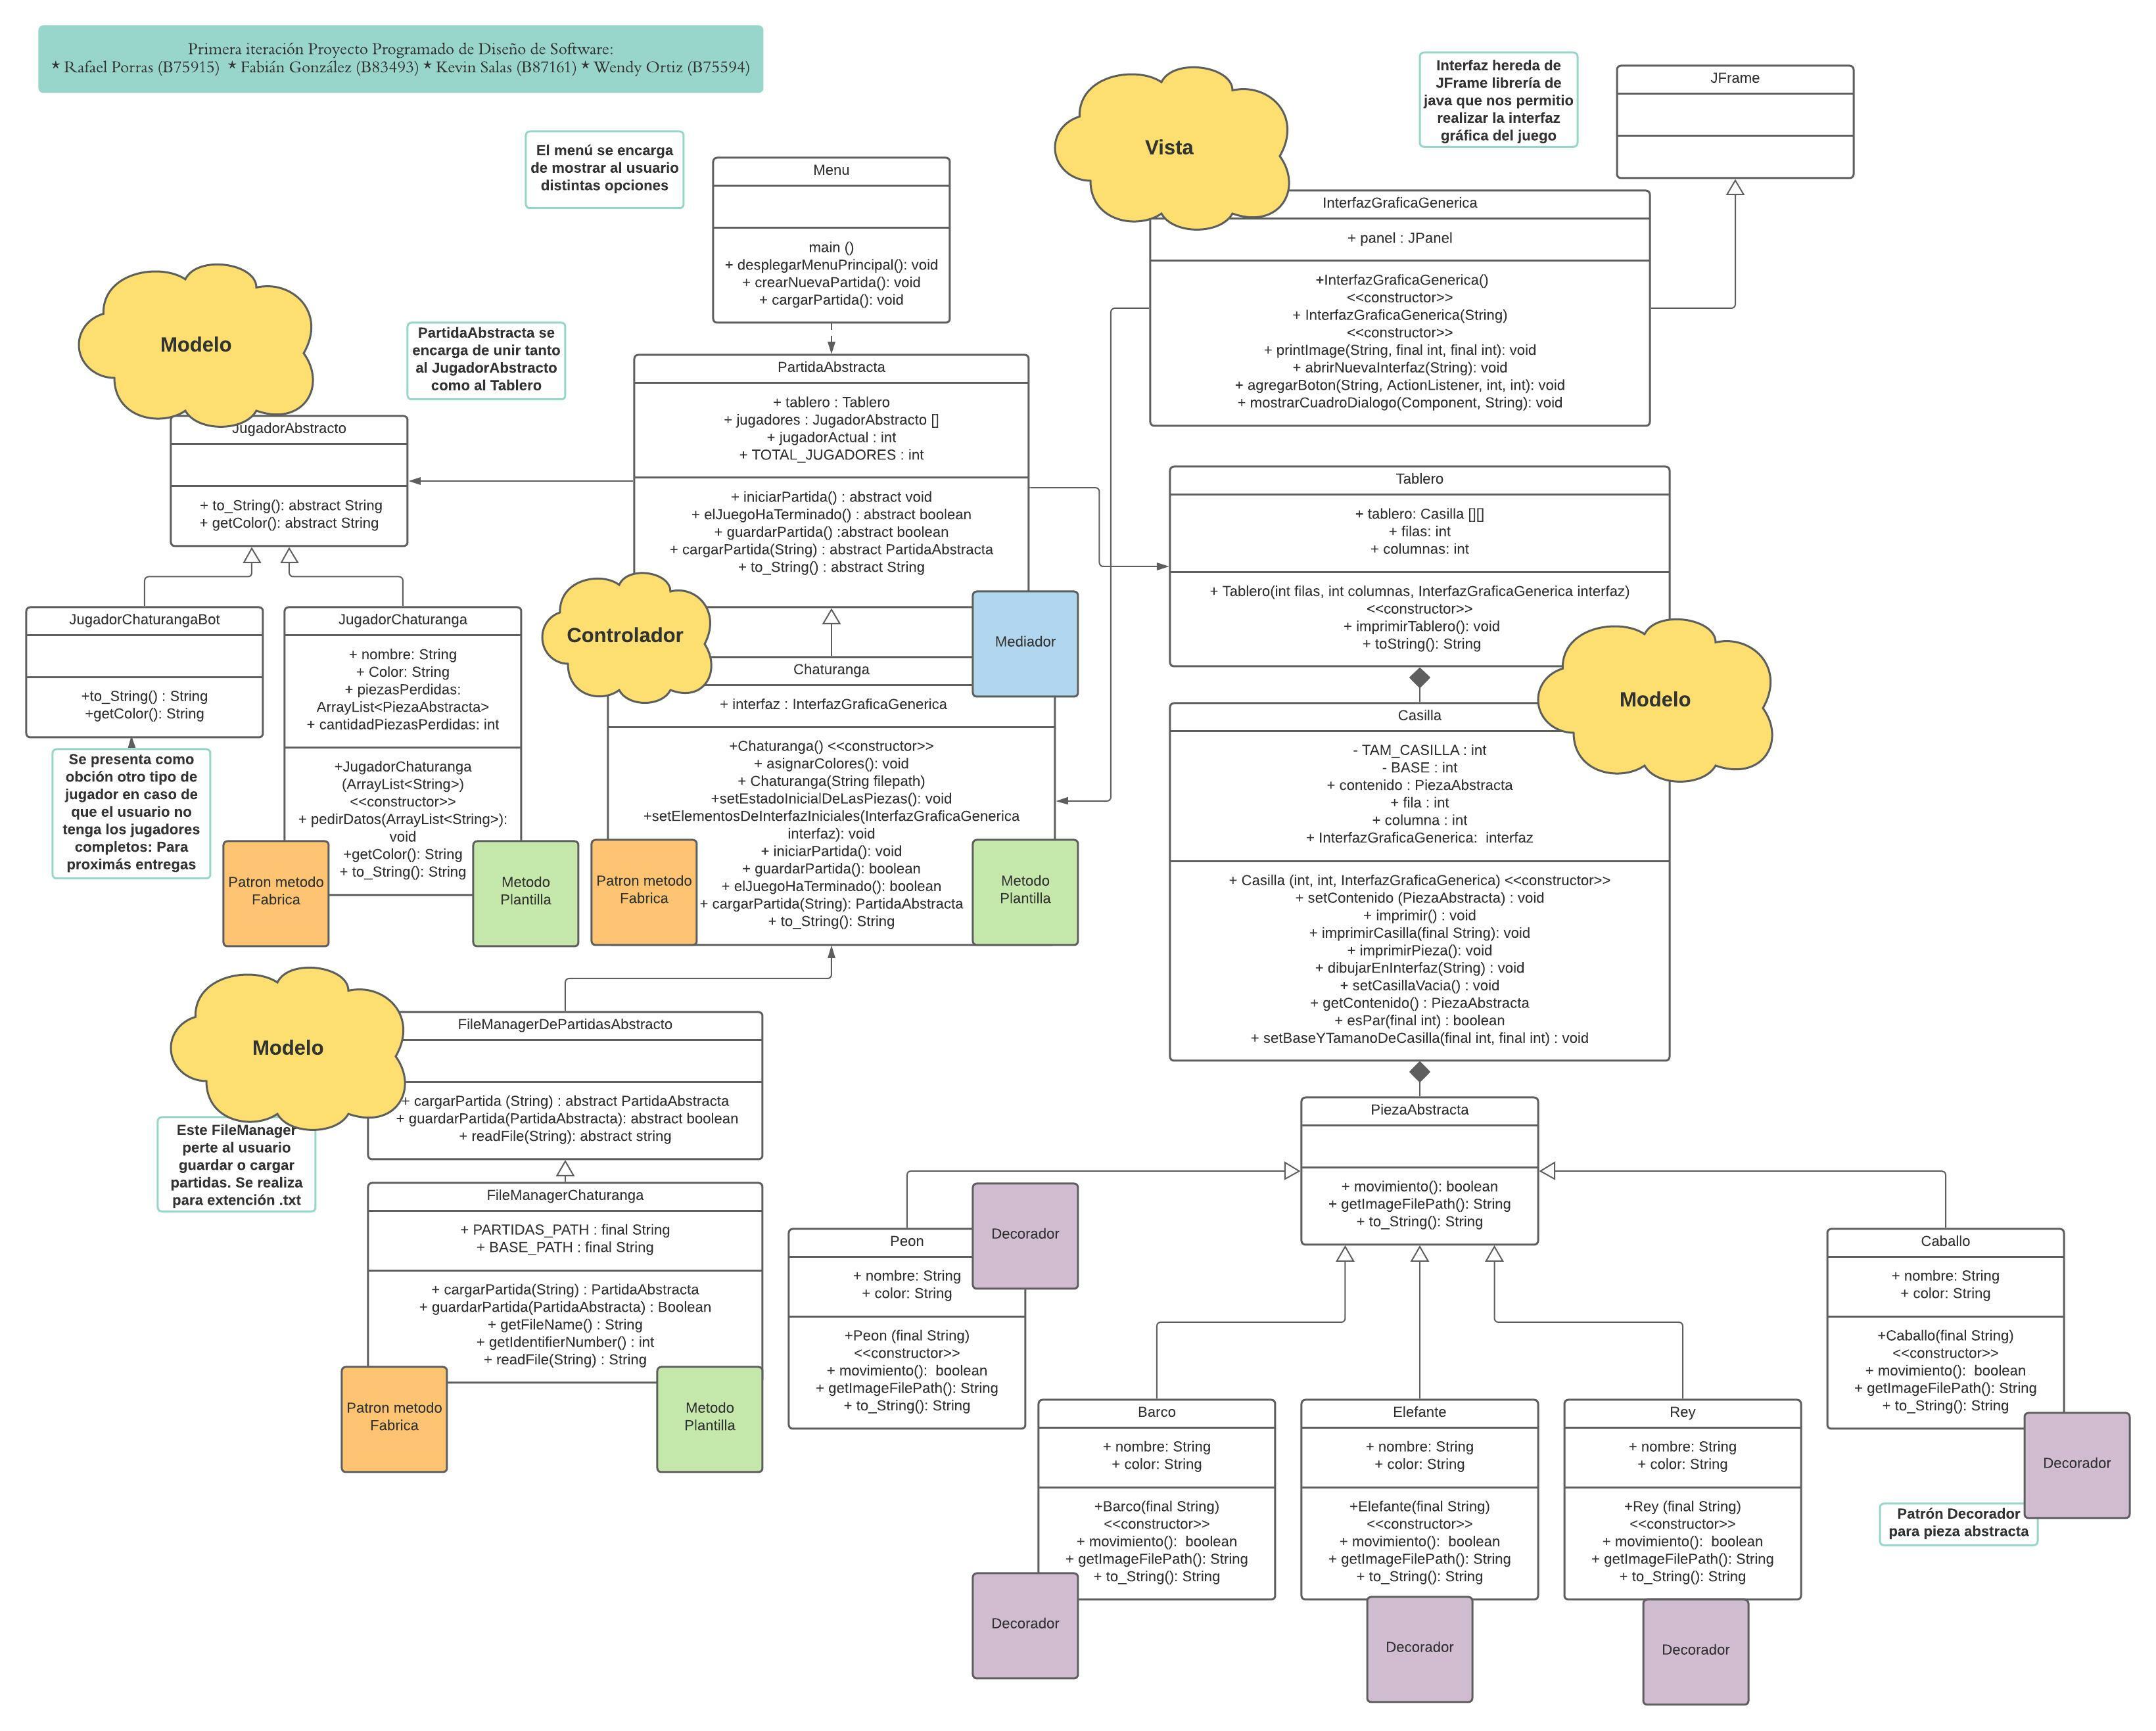 Primera iteración Proyecto Programado de Diseño de Software:
* Rafael Porras (B75915) * Fabián González (B83493) * Kevin Salas (B87161) * Wendy Ortiz (B75594)
El menú se encarga
de mostrar al usuario
distintas opciones
Menu
main ()
+ desplegarMenuPrincipal(): void
+ crearNuevaPartida(): void
+ cargarPartida(): void
Vista
Interfaz hereda de
JFrame librería de
java que nos permitio
realizar la interfaz
gráfica del juego
JFrame
InterfazGraficaGenerica
+ panel : JPanel
+InterfazGraficaGenerica()
<<constructor>>
+ InterfazGraficaGenerica(String)
<<constructor>>
+ printImage(String, final int, final int): void
+ abrirNuevaInterfaz(String): void
+ agregarBoton(String, ActionListener, int, int): void
+ mostrarCuadroDialogo(Component, String): void
Modelo
JugadorAbstracto
+ to_String(): abstract String
+ getColor(): abstract String
PartidaAbstracta se
encarga de unir tanto
al JugadorAbstracto
como al Tablero
PartidaAbstracta
+ tablero : Tablero
+ jugadores : JugadorAbstracto []
+ jugadorActual : int
+ TOTAL_JUGADORES : int
+ iniciarPartida() : abstract void
+ elJuegoHaTerminado() : abstract boolean
+ guardarPartida() :abstract boolean
+ cargarPartida(String) : abstract PartidaAbstracta
+ to_String() : abstract String
Tablero
+ tablero: Casilla [][]
+ filas: int
+ columnas: int
+ Tablero(int filas, int columnas, InterfazGraficaGenerica interfaz)
<<constructor>>
+ imprimirTablero(): void
+ toString(): String
JugadorChaturangaBot
+to_String() : String
+getColor(): String
Se presenta como
obción otro tipo de
jugador en caso de
que el usuario no
tenga los jugadores
completos: Para
proximás entregas
JugadorChaturanga
+ nombre: String
+ Color: String
+ piezasPerdidas:
ArrayList<PiezaAbstracta>
+ cantidadPiezasPerdidas: int
+JugadorChaturanga
(ArrayList<String>)
<<constructor>>
+ pedirDatos(ArrayList<String>):
void
+getColor(): String
+ to_String(): String
Patron metodo
Fabrica
Metodo
Plantilla
Controlador
Mediador
Chaturanga
+ interfaz : InterfazGraficaGenerica
+Chaturanga() <<constructor>>
+ asignarColores(): void
+ Chaturanga(String filepath)
+setEstadoInicialDeLasPiezas(): void
+setElementosDeInterfazIniciales(InterfazGraficaGenerica
interfaz): void
+ iniciarPartida(): void
+ guardarPartida(): boolean
+ elJuegoHaTerminado(): boolean
+ cargarPartida(String): PartidaAbstracta
+ to_String(): String
Patron metodo
Fabrica
Metodo
Plantilla
Modelo
Casilla
- TAM_CASILLA : int
- BASE : int
+ contenido : PiezaAbstracta
+ fila : int
+ columna : int
+ InterfazGraficaGenerica:  interfaz
+ Casilla (int, int, InterfazGraficaGenerica) <<constructor>>
+ setContenido (PiezaAbstracta) : void
+ imprimir() : void
+ imprimirCasilla(final String): void
+ imprimirPieza(): void
+ dibujarEnInterfaz(String) : void
+ setCasillaVacia() : void
+ getContenido() : PiezaAbstracta
+ esPar(final int) : boolean
+ setBaseYTamanoDeCasilla(final int, final int) : void
Modelo
FileManagerDePartidasAbstracto
+ cargarPartida (String) : abstract PartidaAbstracta
+ guardarPartida(PartidaAbstracta): abstract boolean
+ readFile(String): abstract string
Este FileManager
perte al usuario
guardar o cargar
partidas. Se realiza
para extención .txt
FileManagerChaturanga
+ PARTIDAS_PATH : final String
+ BASE_PATH : final String
+ cargarPartida(String) : PartidaAbstracta
+ guardarPartida(PartidaAbstracta) : Boolean
+ getFileName() : String
+ getIdentifierNumber() : int
+ readFile(String) : String
Patron metodo
Fabrica
Metodo
Plantilla
PiezaAbstracta
+ movimiento(): boolean
+ getImageFilePath(): String
+ to_String(): String
Peon
+ nombre: String
+ color: String
+Peon (final String)
<<constructor>>
+ movimiento():  boolean
+ getImageFilePath(): String
+ to_String(): String
Decorador
Barco
+ nombre: String
+ color: String
+Barco(final String)
<<constructor>>
+ movimiento():  boolean
+ getImageFilePath(): String
+ to_String(): String
Decorador
Elefante
+ nombre: String
+ color: String
+Elefante(final String)
<<constructor>>
+ movimiento():  boolean
+ getImageFilePath(): String
+ to_String(): String
Decorador
Rey
+ nombre: String
+ color: String
+Rey (final String)
<<constructor>>
+ movimiento():  boolean
+ getImageFilePath(): String
+ to_String(): String
Decorador
Caballo
+ nombre: String
+ color: String
+Caballo(final String)
<<constructor>>
+ movimiento():  boolean
+ getImageFilePath(): String
+ to_String(): String
Decorador
Patrón Decorador
para pieza abstracta